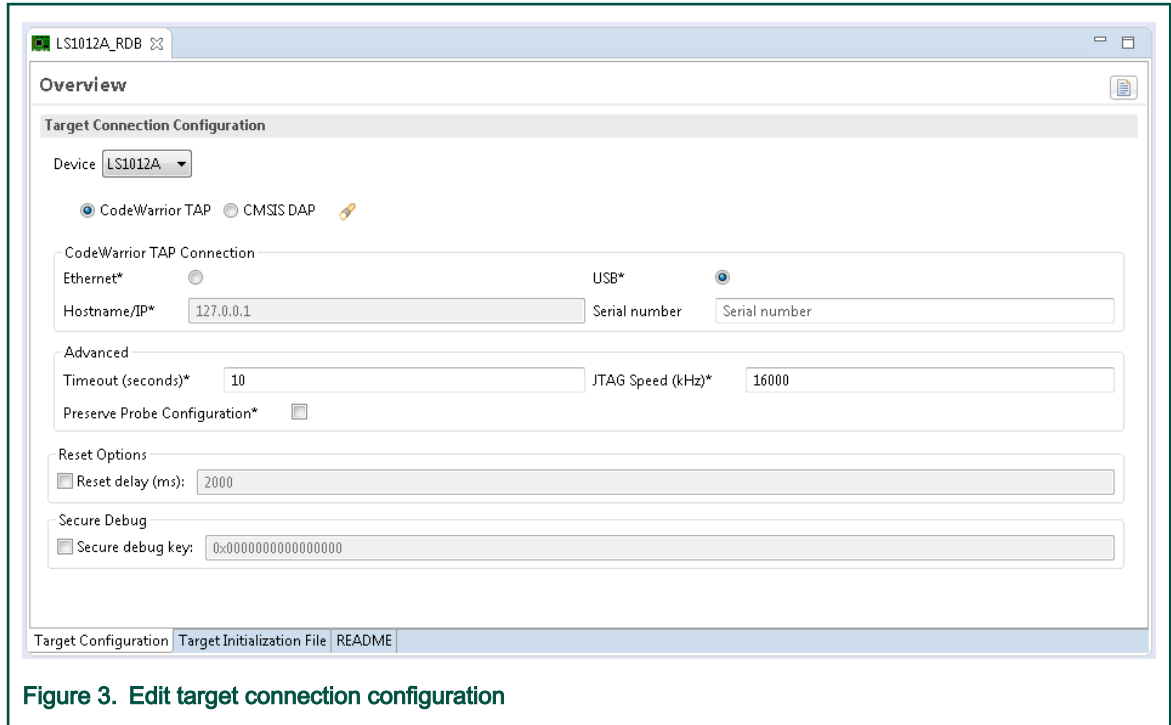 LS1012A_RDB
Overview
Target Connection Configuration
Device LS1012A
CodeWarrior TAP CMSIS DAP
CodeWarrior TAP Connection
Ethernet* USB*
Hostname/IP* 127.0.0.1 Serial number Serial number
Advanced
Timeout (seconds)* 10 JTAG Speed (kHz)* 16000
Preserve Probe Configuration*
Reset Options
Reset delay (ms): 2000
Secure Debug
Secure debug key: 0x0000000000000000
Target Configuration Target Initialization File README
Figure 3. Edit target connection configuration